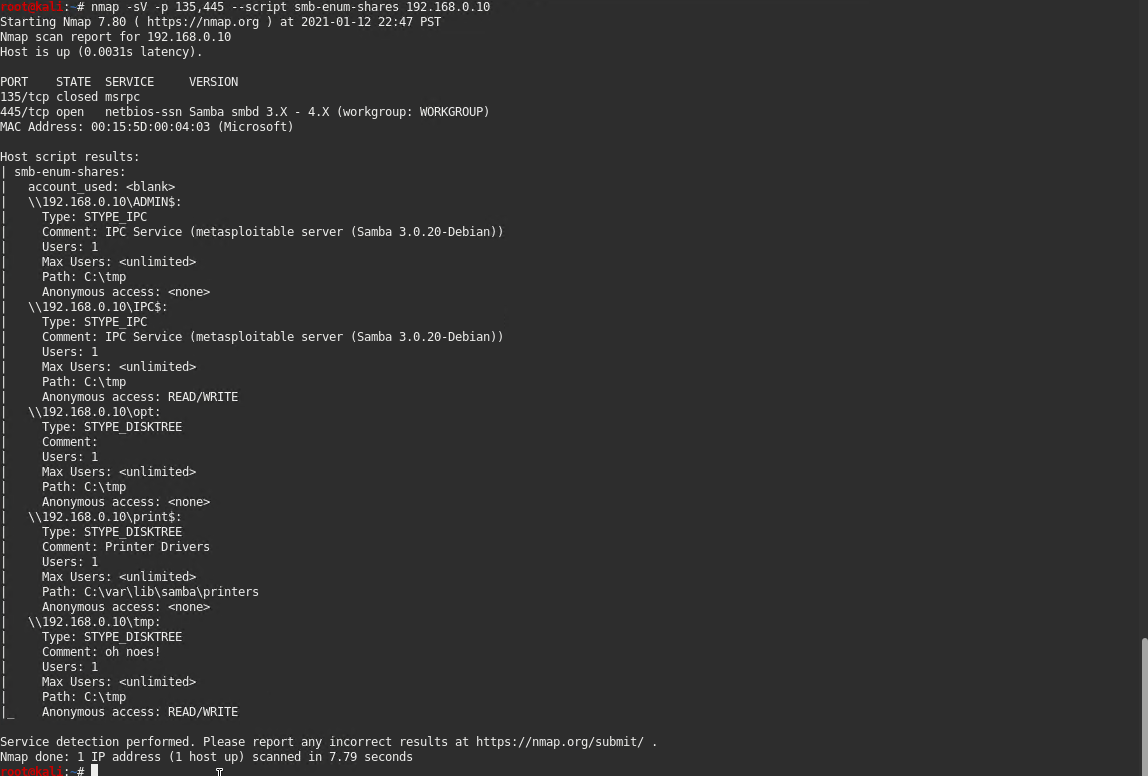 root@kali:~# nmap -sV -p 135,445 --script smb-enum-shares 192.168.0.10
Starting Nmap 7.80 ( https://nmap.org ) at 2021-01-12 22:47 PST
Nmap scan report for 192.168.0.10
Host is up (0.0031s latency).

PORT    STATE  SERVICE     VERSION
135/tcp closed msrpc
445/tcp open   netbios-ssn Samba smbd 3.X - 4.X (workgroup: WORKGROUP)
MAC Address: 00:15:5D:00:04:03 (Microsoft)

Host script results:
| smb-enum-shares:
|   account_used: <blank>
|   \\192.168.0.10\ADMIN$:
|     Type: STYPE_IPC
|     Comment: IPC Service (metasploitable server (Samba 3.0.20-Debian))
|     Users: 1
|     Max Users: <unlimited>
|     Path: C:\tmp
|     Anonymous access: <none>
|   \\192.168.0.10\IPC$:
|     Type: STYPE_IPC
|     Comment: IPC Service (metasploitable server (Samba 3.0.20-Debian))
|     Users: 1
|     Max Users: <unlimited>
|     Path: C:\tmp
|     Anonymous access: READ/WRITE
|   \\192.168.0.10\opt:
|     Type: STYPE_DISKTREE
|     Comment:
|     Users: 1
|     Max Users: <unlimited>
|     Path: C:\tmp
|     Anonymous access: <none>
|   \\192.168.0.10\print$:
|     Type: STYPE_DISKTREE
|     Comment: Printer Drivers
|     Users: 1
|     Max Users: <unlimited>
|     Path: C:\var\lib\samba\printers
|     Anonymous access: <none>
|   \\192.168.0.10\tmp:
|     Type: STYPE_DISKTREE
|     Comment: oh noes!
|     Users: 1
|     Max Users: <unlimited>
|     Path: C:\tmp
|_    Anonymous access: READ/WRITE

Service detection performed. Please report any incorrect results at https://nmap.org/submit/ .
Nmap done: 1 IP address (1 host up) scanned in 7.79 seconds
root@kali:~#